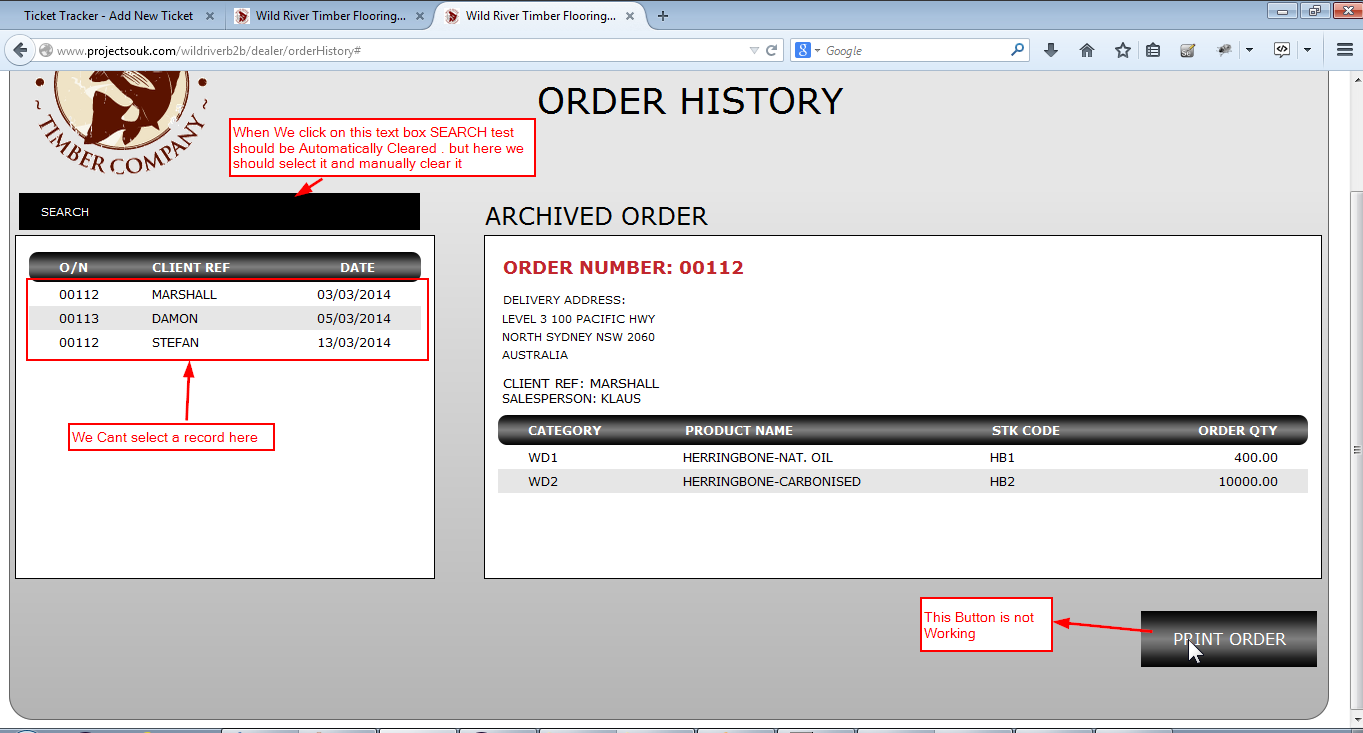 Ticket Tracker - Add New Ticket
Wild River Timber Flooring...
Wild River Timber Flooring...
www.projectsouk.com/wildriverb2b/dealer/orderHistory#
Google
TIMBER COMPANY
ORDER HISTORY
When We click on this text box SEARCH test
should be Automatically Cleared . but here we
should select it and manually clear it
SEARCH
ARCHIVED ORDER
O/N CLIENT REF DATE
00112 MARSHALL 03/03/2014
00113 DAMON 05/03/2014
00112 STEFAN 13/03/2014
We Cant select a record here
ORDER NUMBER: 00112
DELIVERY ADDRESS:
LEVEL 3 100 PACIFIC HWY
NORTH SYDNEY NSW 2060
AUSTRALIA
CLIENT REF: MARSHALL
SALESPERSON: KLAUS
CATEGORY PRODUCT NAME STK CODE ORDER QTY
WD1 HERRINGBONE-NAT. OIL HB1 400.00
WD2 HERRINGBONE-CARBONISED HB2 10000.00
This Button is not
Working
PRINT ORDER